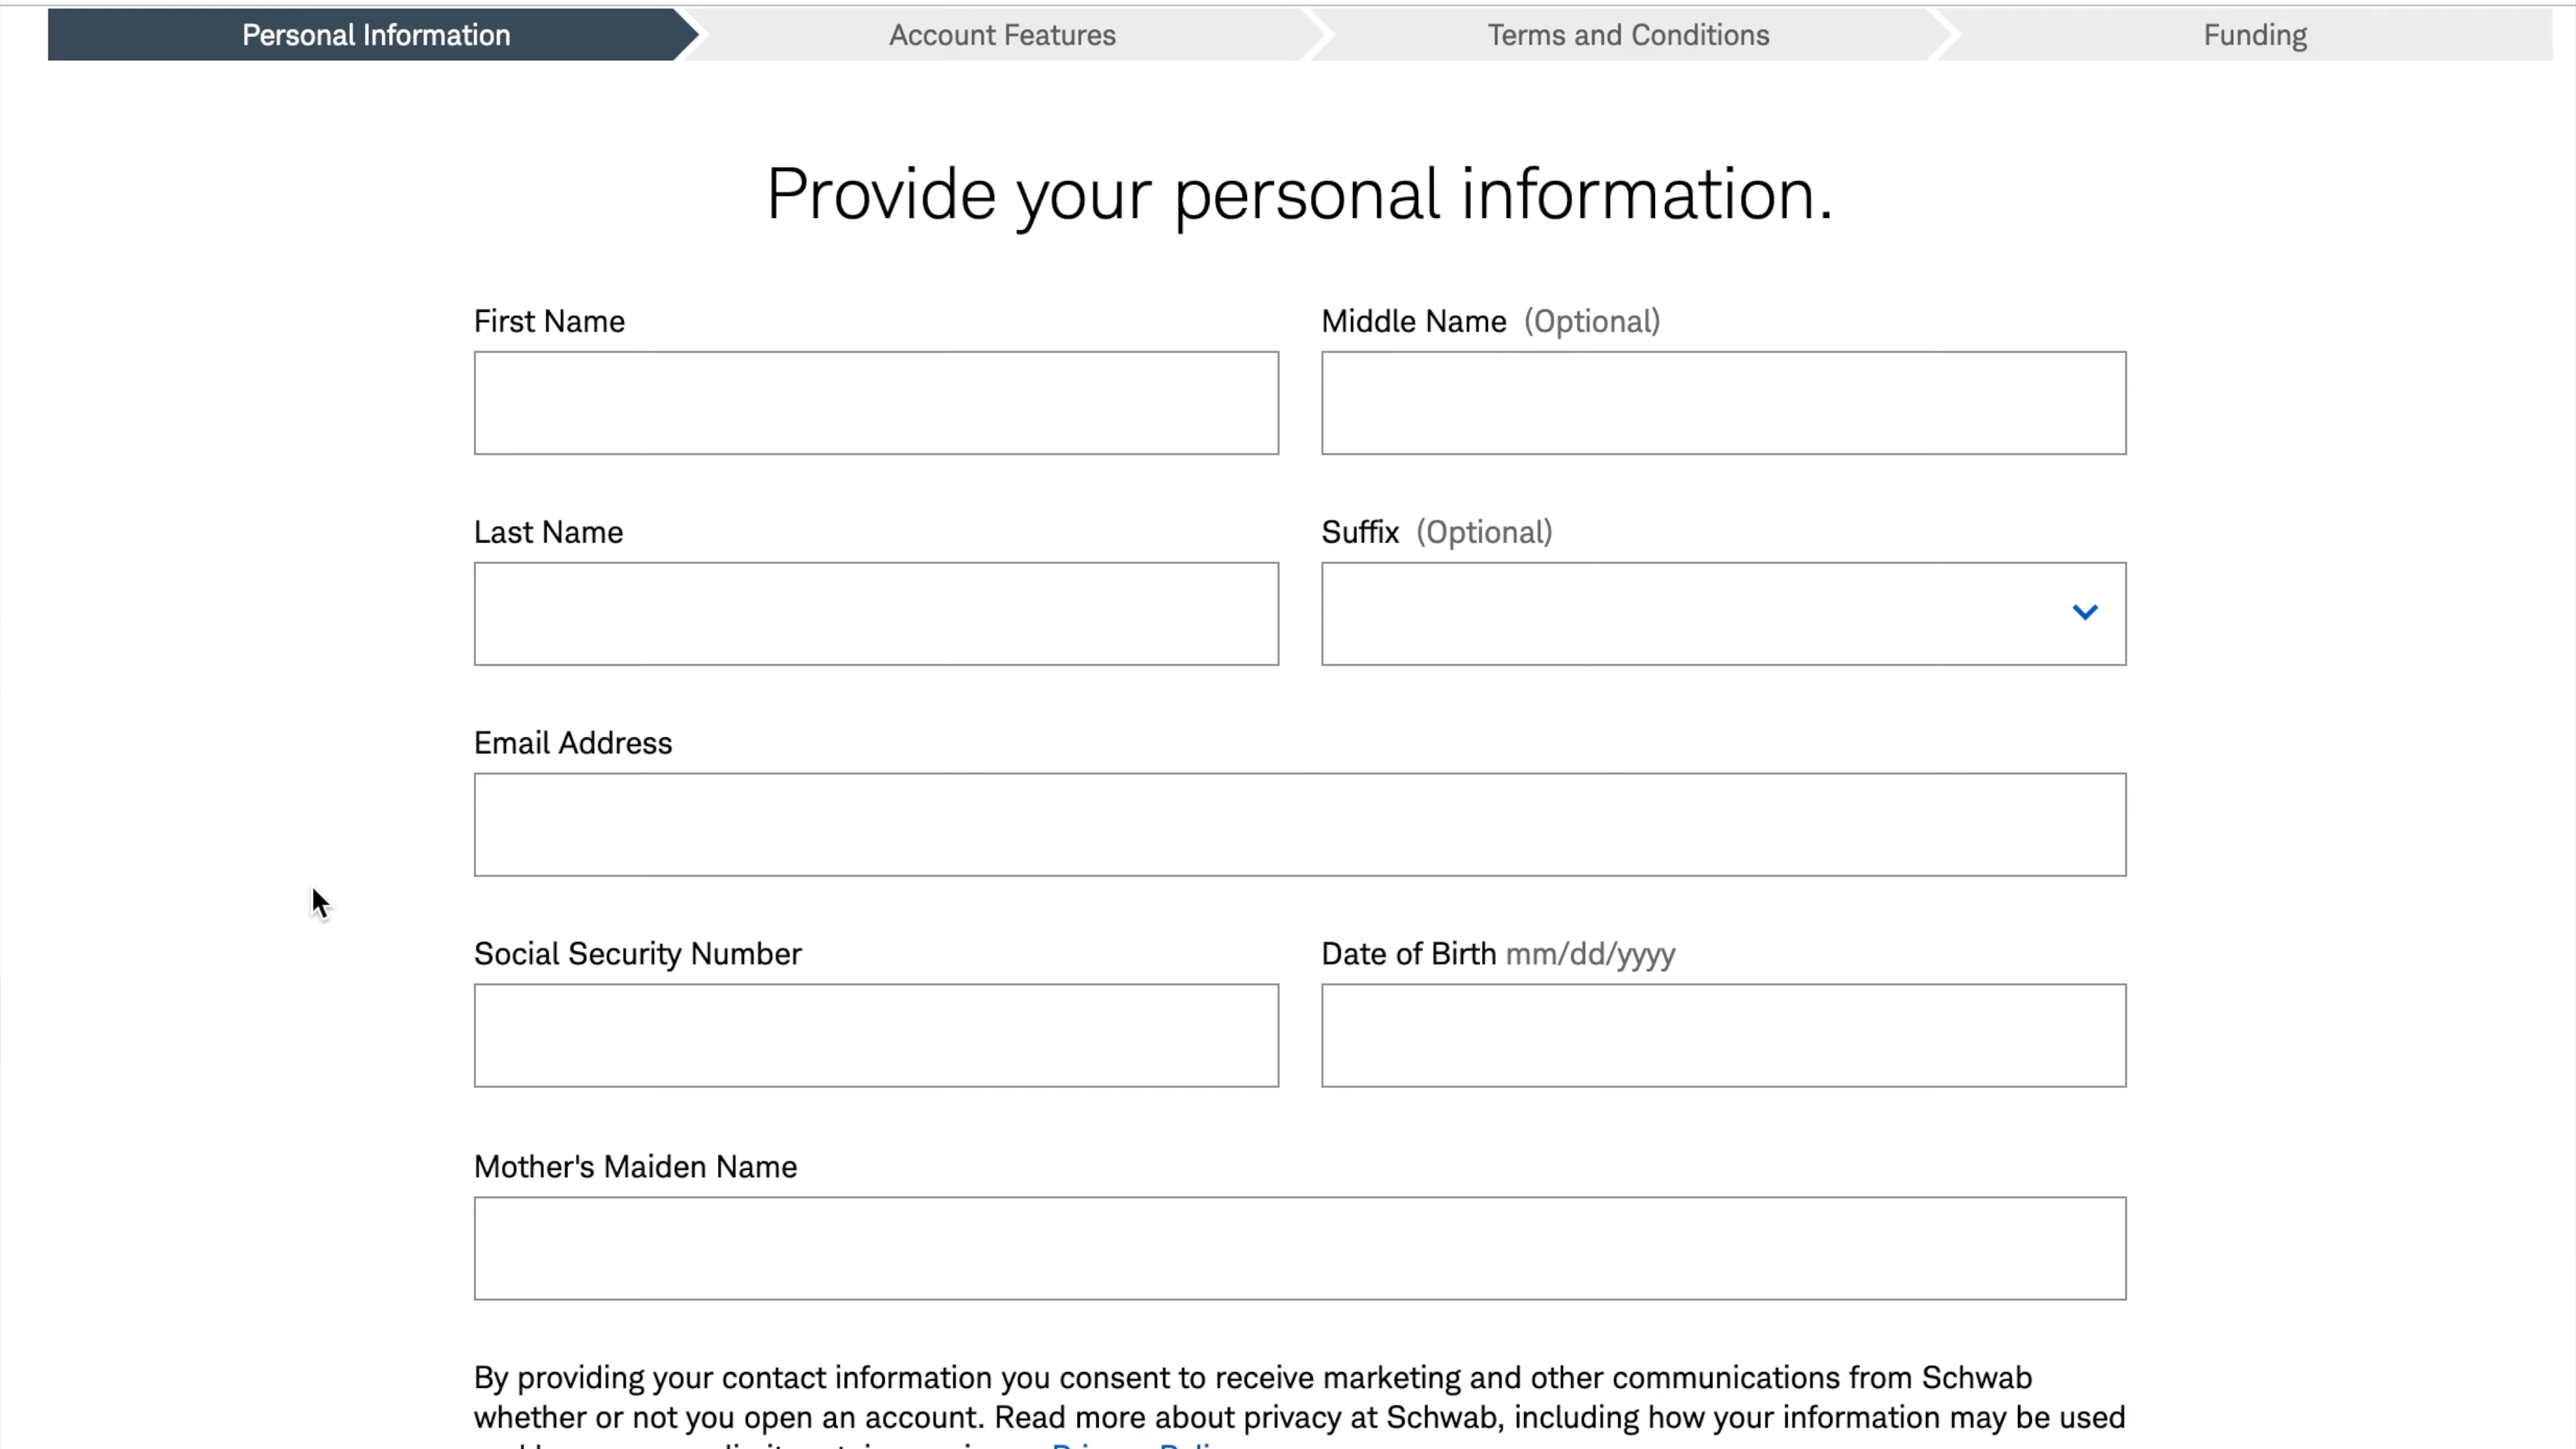 Personal Information
Account Features
Terms and Conditions
Funding
Provide your personal information.
First Name
Middle Name (Optional)
Last Name
Suffix (Optional)
Email Address
Social Security Number
Date of Birth mm/dd/yyyy
Mother's Maiden Name
By providing your contact information you consent to receive marketing and other communications from Schwab
whether or not you open an account. Read more about privacy at Schwab, including how your information may be used